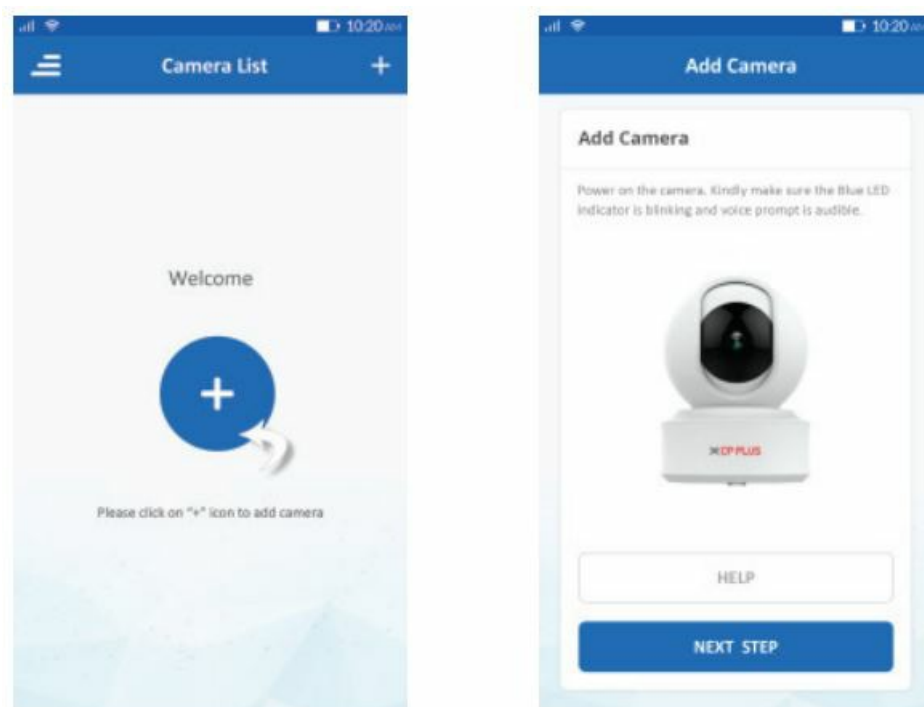 10:20 AM
Camera List
+
Welcome
+
Please click on "+" icon to add camera
10:20 AM
Add Camera
Add Camera
Power on the camera. Kindly make sure the Blue LED
indicator is blinking and voice prompt is audible.
CP PLUS
HELP
NEXT STEP